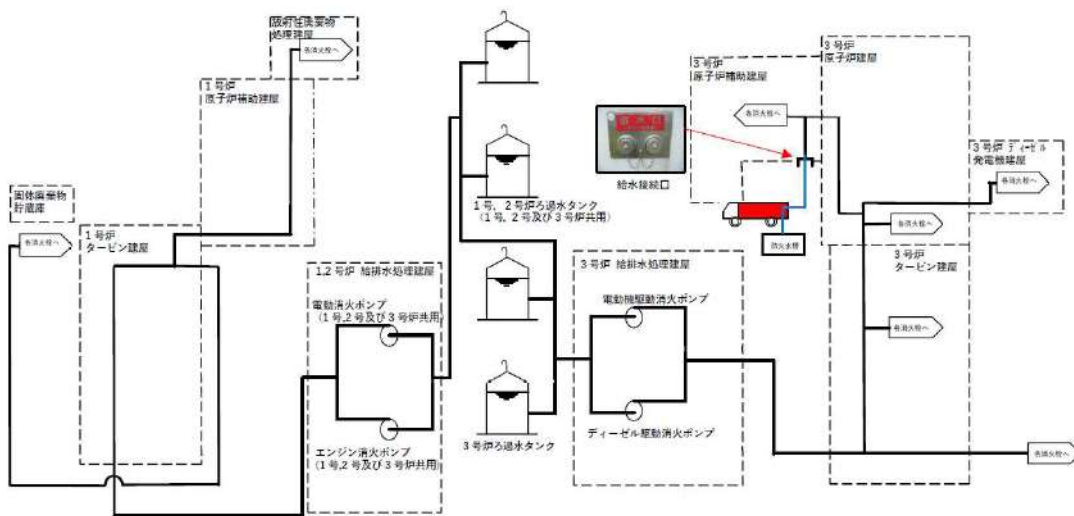 放射性廃棄物
処理建屋
各消火栓へ
1号炉
原子炉補助建屋
固体廃棄物
貯蔵庫
各消火栓へ
1号炉
タービン建屋
1,2号炉 給排水処理建屋
電動消火ポンプ
(1号,2号及び3号炉共用)
エンジン消火ポンプ
(1号,2号及び3号炉共用)
1号, 2号炉ろ過水タンク
(1号, 2号及び3号炉共用)
3号炉ろ過水タンク
3号炉 給排水処理建屋
電動機駆動消火ポンプ
ディーゼル駆動消火ポンプ
給水接続口
3号炉
原子炉補助建屋
各消火栓へ
防火水槽
3号炉
原子炉建屋
3号炉 ディーゼル
発電機建屋
各消火栓へ
各消火栓へ
3号炉
タービン建屋
各消火栓へ
各消火栓へ